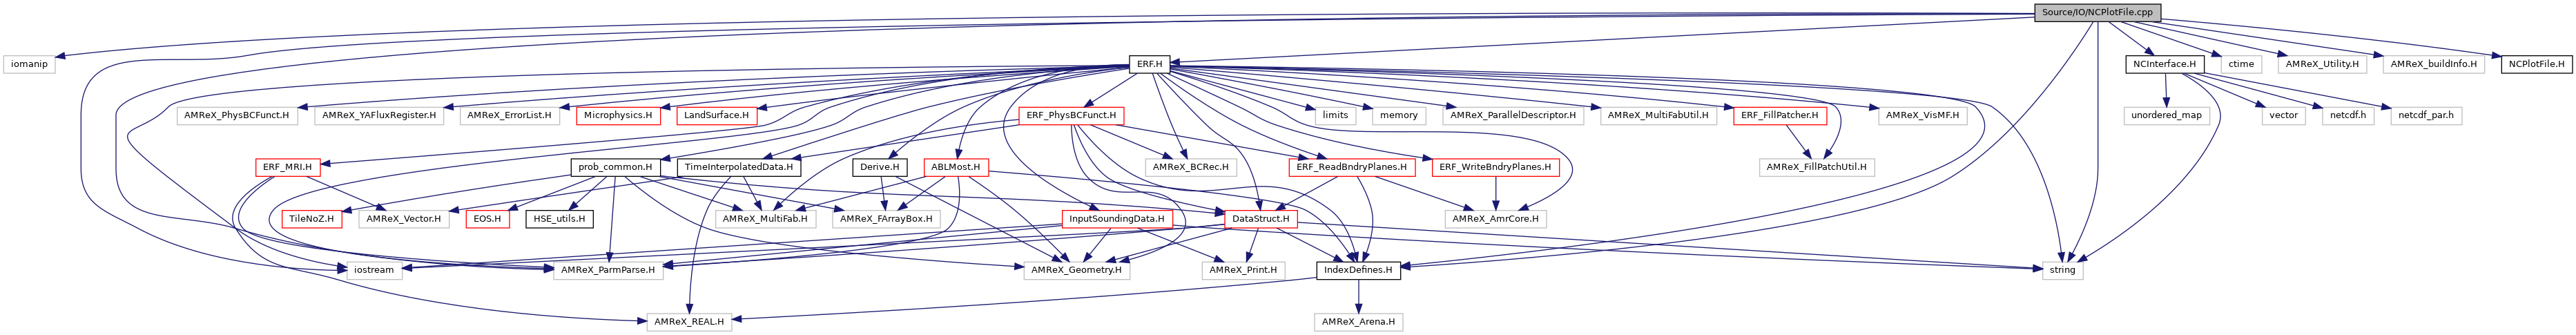 Source/IO/NCPlotFile.cpp
iomanip
ERF.H
NCInterface.H
ctime
AMReX_Utility.H
AMReX_buildInfo.H
NCPlotFile.H
AMReX_PhysBCFunct.H
AMReX_YAFluxRegister.H
AMReX_ErrorList.H
Microphysics.H
LandSurface.H
ERF_PhysBCFunct.H
limits
memory
AMReX_ParallelDescriptor.H
AMReX_MultiFabUtil.H
ERF_FillPatcher.H
AMReX_VisMF.H
unordered_map
vector
netcdf.h
netcdf_par.h
ERF_MRI.H
prob_common.H
TimeInterpolatedData.H
Derive.H
ABLMost.H
AMReX_BCRec.H
ERF_ReadBndryPlanes.H
ERF_WriteBndryPlanes.H
AMReX_FillPatchUtil.H
TileNoZ.H
AMReX_Vector.H
EOS.H
HSE_utils.H
AMReX_MultiFab.H
AMReX_FArrayBox.H
InputSoundingData.H
DataStruct.H
AMReX_AmrCore.H
iostream
AMReX_ParmParse.H
AMReX_Geometry.H
AMReX_Print.H
IndexDefines.H
string
AMReX_REAL.H
AMReX_Arena.H